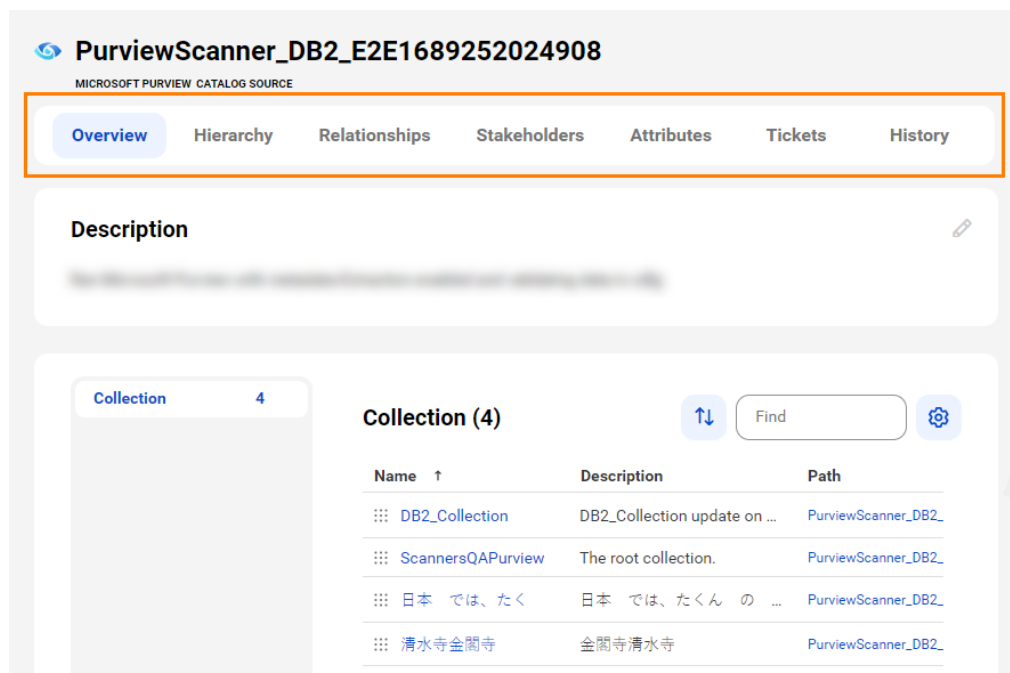 PurviewScanner_DB2_E2E1689252024908
MICROSOFT PURVIEW CATALOG SOURCE
Overview Hierarchy Relationships Stakeholders Attributes Tickets History
Description
Collection 4
Collection (4)
Find
Name ↑ Description Path
DB2_Collection DB2_Collection update on ... PurviewScanner_DB2_
ScannersQAPurview The root collection. PurviewScanner_DB2_
日本 では、たく 日本 では、たくん の ... PurviewScanner_DB2_
清水寺金閣寺 金閣寺清水寺 PurviewScanner_DB2_